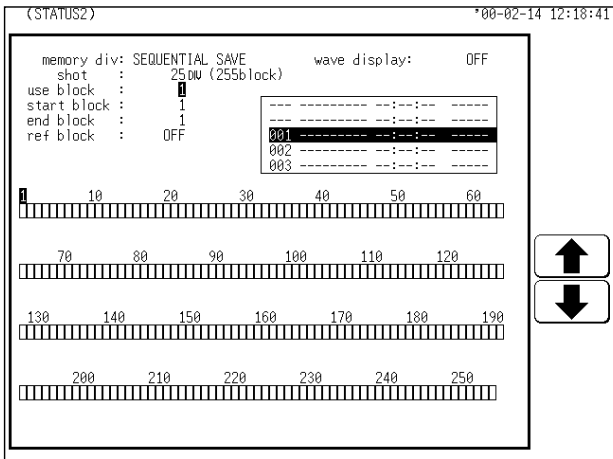 (STATUS2) '00-02-14 12:18:41
memory div: SEQUENTIAL SAVE wave display: OFF
shot : 25DIV (255block)
use block : 1
start block : 1
end block : 1
ref block : OFF
--- --------- --:--:-- -----
--- --------- --:--:-- -----
001 --------- --:--:-- -----
002 --------- --:--:-- -----
003 --------- --:--:-- -----
1 10 20 30 40 50 60
70 80 90 100 110 120
130 140 150 160 170 180 190
200 210 220 230 240 250